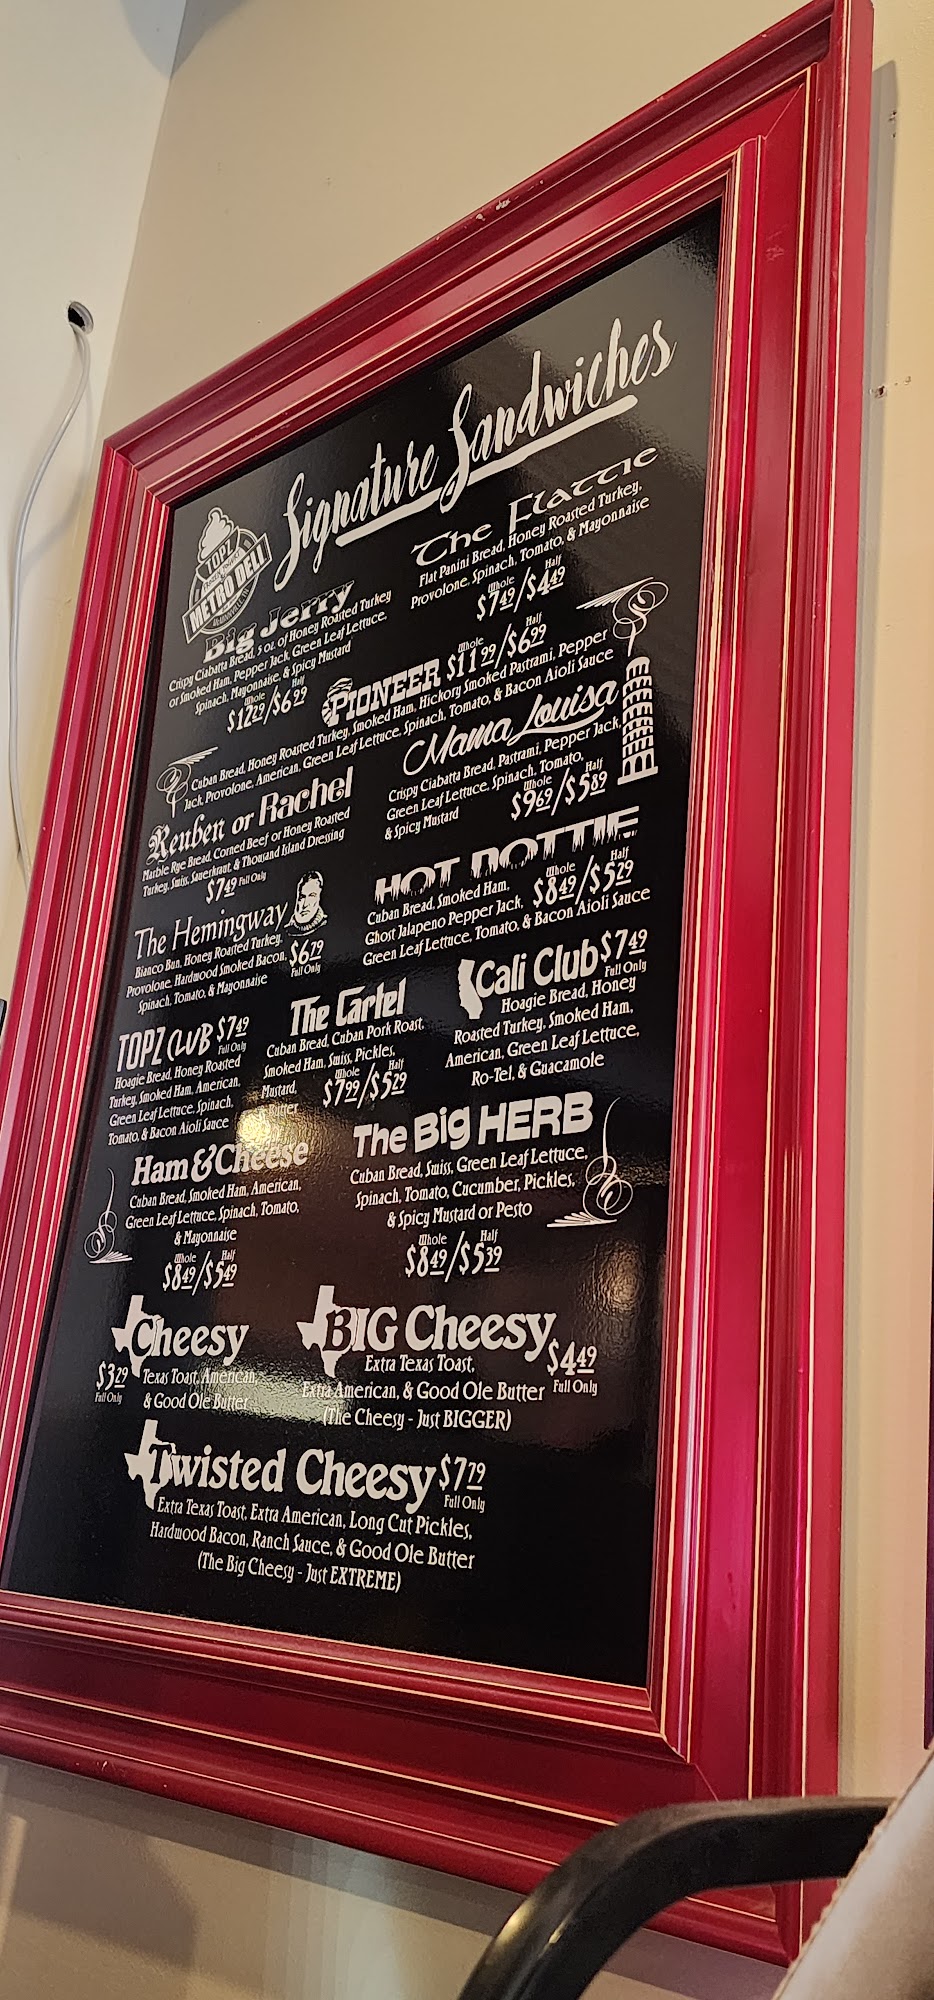 Signature Sandwiches
TOPZ
METRO DELI
The Flattie
Flat Panini Bread, Honey Roasted Turkey,
Provolone, Spinach, Tomato, & Mayonnaise
Whole Half
$7.49/$4.49
Big Jerry
Crispy Ciabatta Bread, 5 oz. of Honey Roasted Turkey
or Smoked Ham, Pepper Jack, Green Leaf Lettuce,
Spinach, Mayonnaise, & Spicy Mustard
Whole Half
$12.29/$6.99
Whole Half
PIONEER $11.99/$6.99
Cuban Bread, Honey Roasted Turkey, Smoked Ham, Hickory Smoked Pastrami, Pepper
Jack, Provolone, American, Green Leaf Lettuce, Spinach, Tomato, & Bacon Aioli Sauce
Reuben or Rachel
Marble Rye Bread, Corned Beef or Honey Roasted
Turkey, Swiss, Sauerkraut, & Thousand Island Dressing
$7.49 Full Only
Mama Louisa
Crispy Ciabatta Bread, Pastrami, Pepper Jack,
Green Leaf Lettuce, Spinach, Tomato,
& Spicy Mustard
Whole Half
$9.69/$5.89
The Hemingway
Bianco Bun, Honey Roasted Turkey,
Provolone, Hardwood Smoked Bacon,
Spinach, Tomato, & Mayonnaise
$6.79
Full Only
HOT DOTTIE
Cuban Bread, Smoked Ham,
Ghost Jalapeno Pepper Jack,
Green Leaf Lettuce, Tomato, & Bacon Aioli Sauce
Whole Half
$8.49/$5.29
TOPZ CLUB $7.49
Full Only
Hoagie Bread, Honey Roasted
Turkey, Smoked Ham, American,
Green Leaf Lettuce, Spinach,
Tomato, & Bacon Aioli Sauce
The Cartel
Cuban Bread, Cuban Pork Roast,
Smoked Ham, Swiss, Pickles,
Mustard,
Butter
Whole Half
$7.99/$5.29
Cali Club $7.49
Full Only
Hoagie Bread, Honey
Roasted Turkey, Smoked Ham,
American, Green Leaf Lettuce,
Ro-Tel, & Guacamole
Ham & Cheese
Cuban Bread, Smoked Ham, American,
Green Leaf Lettuce, Spinach, Tomato,
& Mayonnaise
Whole Half
$8.49/$5.49
The Big HERB
Cuban Bread, Swiss, Green Leaf Lettuce,
Spinach, Tomato, Cucumber, Pickles,
& Spicy Mustard or Pesto
Whole Half
$8.49/$5.39
Cheesy
$3.29
Full Only
Texas Toast, American,
& Good Ole Butter
BIG Cheesy $4.49
Full Only
Extra Texas Toast,
Extra American, & Good Ole Butter
(The Cheesy - Just BIGGER)
Twisted Cheesy $7.79
Full Only
Extra Texas Toast, Extra American, Long Cut Pickles,
Hardwood Bacon, Ranch Sauce, & Good Ole Butter
(The Big Cheesy - Just EXTREME)